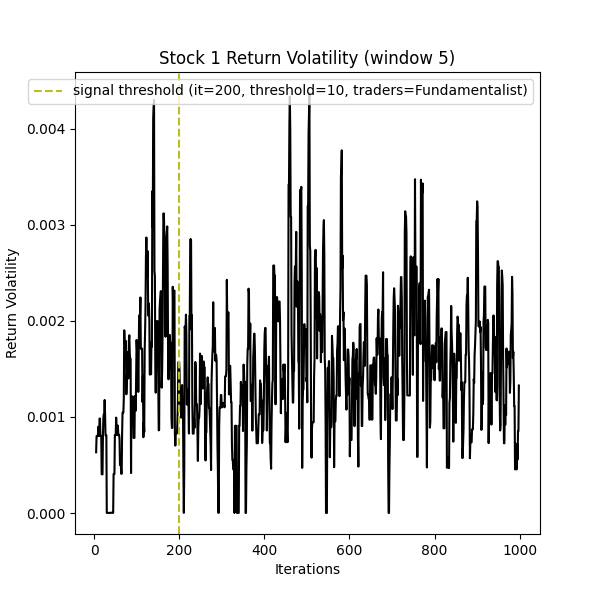 Stock 1 Return Volatility (window 5)
signal threshold (it=200, threshold=10, traders=Fundamentalist)
0.004
0.003
0.002
0.001
0.000
Return Volatility
0
200
400
600
800
1000
Iterations